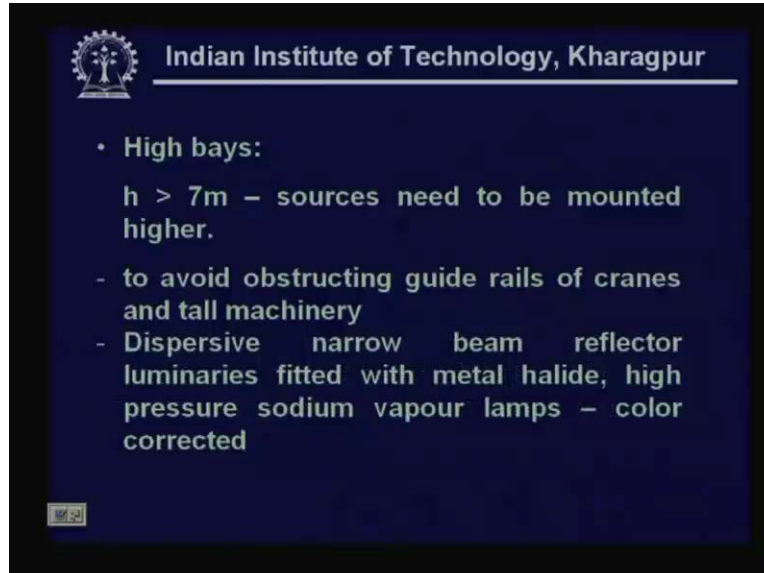 Indian Institute of Technology, Kharagpur
• High bays:
h > 7m – sources need to be mounted
higher.
- to avoid obstructing guide rails of cranes
and tall machinery
- Dispersive narrow beam reflector
luminaries fitted with metal halide, high
pressure sodium vapour lamps – color
corrected